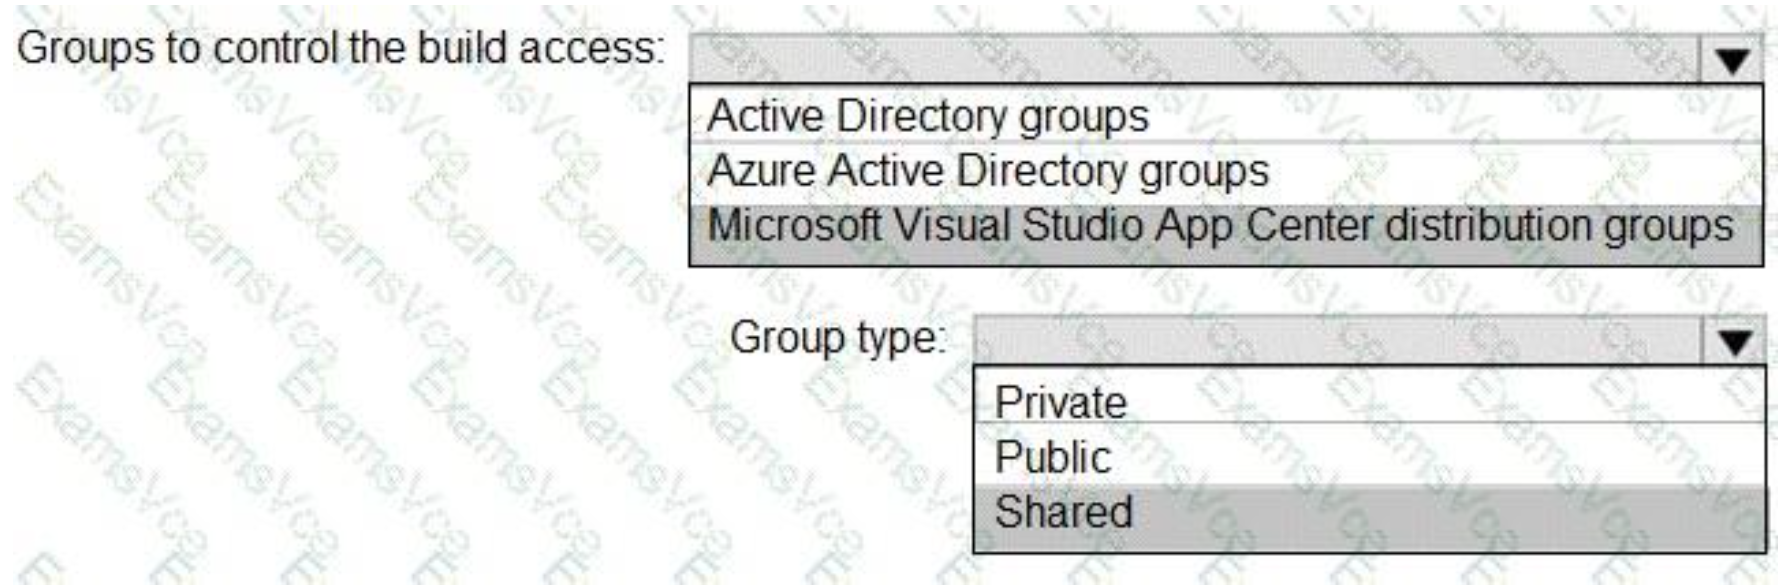 Groups to control the build access:
Active Directory groups
Azure Active Directory groups
Microsoft Visual Studio App Center distribution groups
Group type:
Private
Public
Shared
ExamsVce